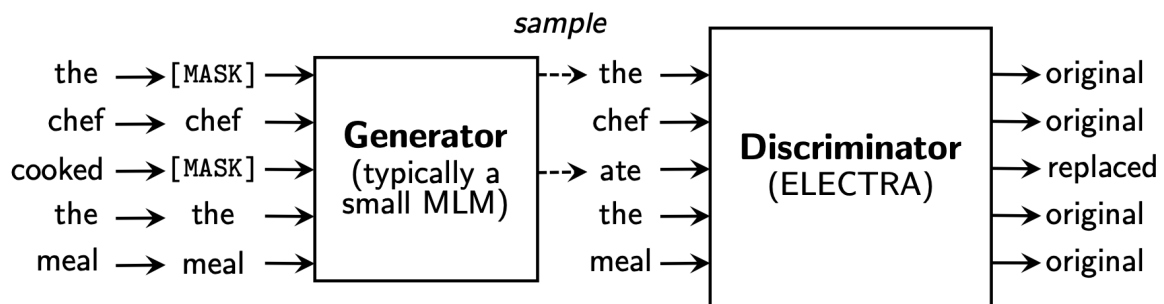 sample
the [MASK] the original
chef chef chef original
cooked [MASK] ate replaced
the the the original
meal meal meal original
Generator
(typically a
small MLM)
Discriminator
(ELECTRA)